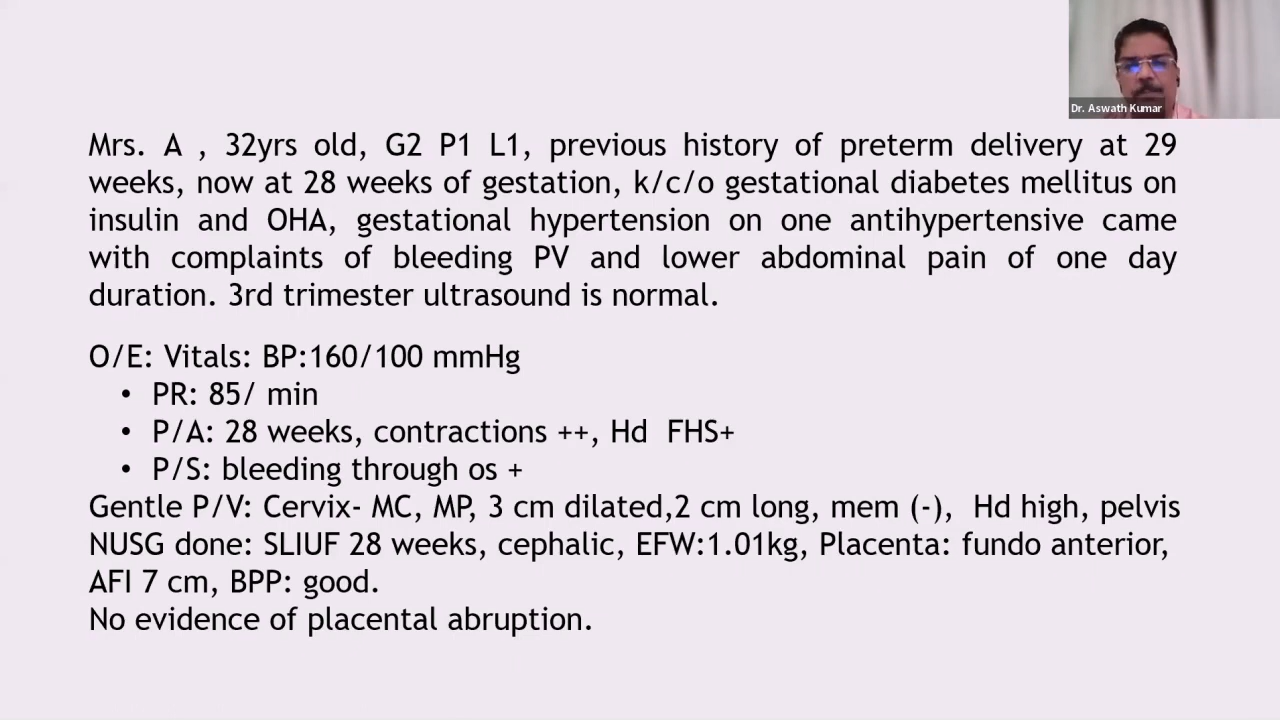 Dr. Aswath Kumar
Mrs. A , 32yrs old, G2 P1 L1, previous history of preterm delivery at 29
weeks, now at 28 weeks of gestation, k/c/o gestational diabetes mellitus on
insulin and OHA, gestational hypertension on one antihypertensive came
with complaints of bleeding PV and lower abdominal pain of one day
duration. 3rd trimester ultrasound is normal.
O/E: Vitals: BP:160/100 mmHg
• PR: 85/ min
• P/A: 28 weeks, contractions ++, Hd FHS+
• P/S: bleeding through os +
Gentle P/V: Cervix- MC, MP, 3 cm dilated,2 cm long, mem (-), Hd high, pelvis
NUSG done: SLIUF 28 weeks, cephalic, EFW:1.01kg, Placenta: fundo anterior,
AFI 7 cm, BPP: good.
No evidence of placental abruption.